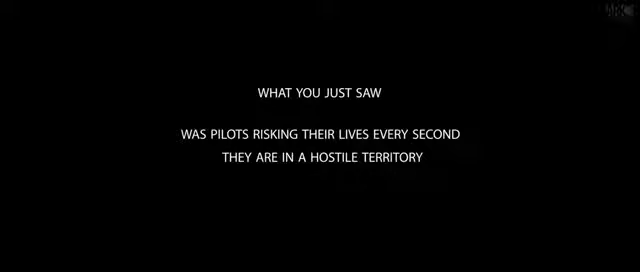 WHAT YOU JUST SAW
WAS PILOTS RISKING THEIR LIVES EVERY SECOND
THEY ARE IN A HOSTILE TERRITORY